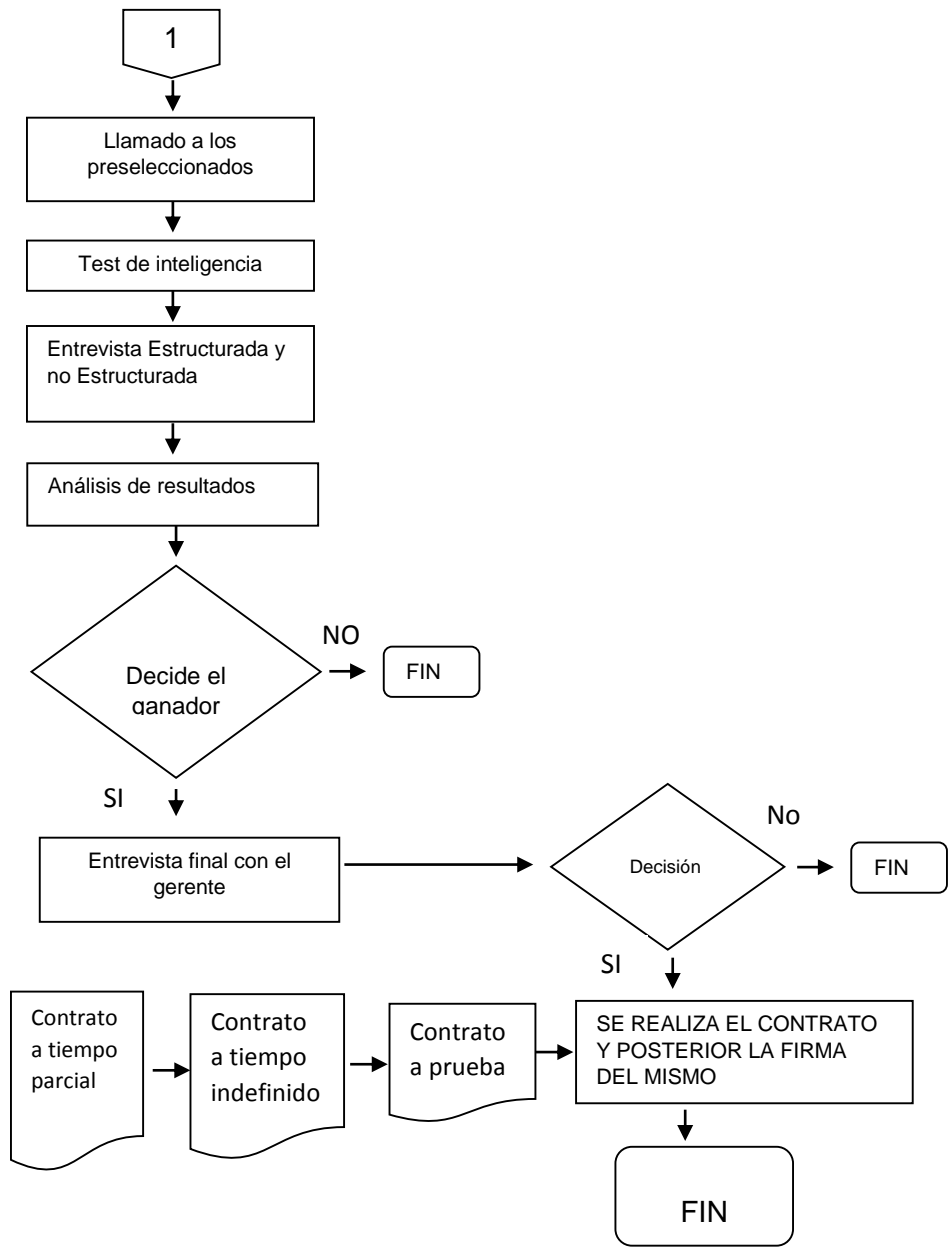 1
Llamado a los
preseleccionados
Test de inteligencia
Entrevista Estructurada y
no Estructurada
Análisis de resultados
Decide el
ganador
NO
FIN
SI
Entrevista final con el
gerente
Decisión
No
FIN
SI
Contrato
a tiempo
parcial
Contrato
a tiempo
indefinido
Contrato
a prueba
SE REALIZA EL CONTRATO
Y POSTERIOR LA FIRMA
DEL MISMO
FIN